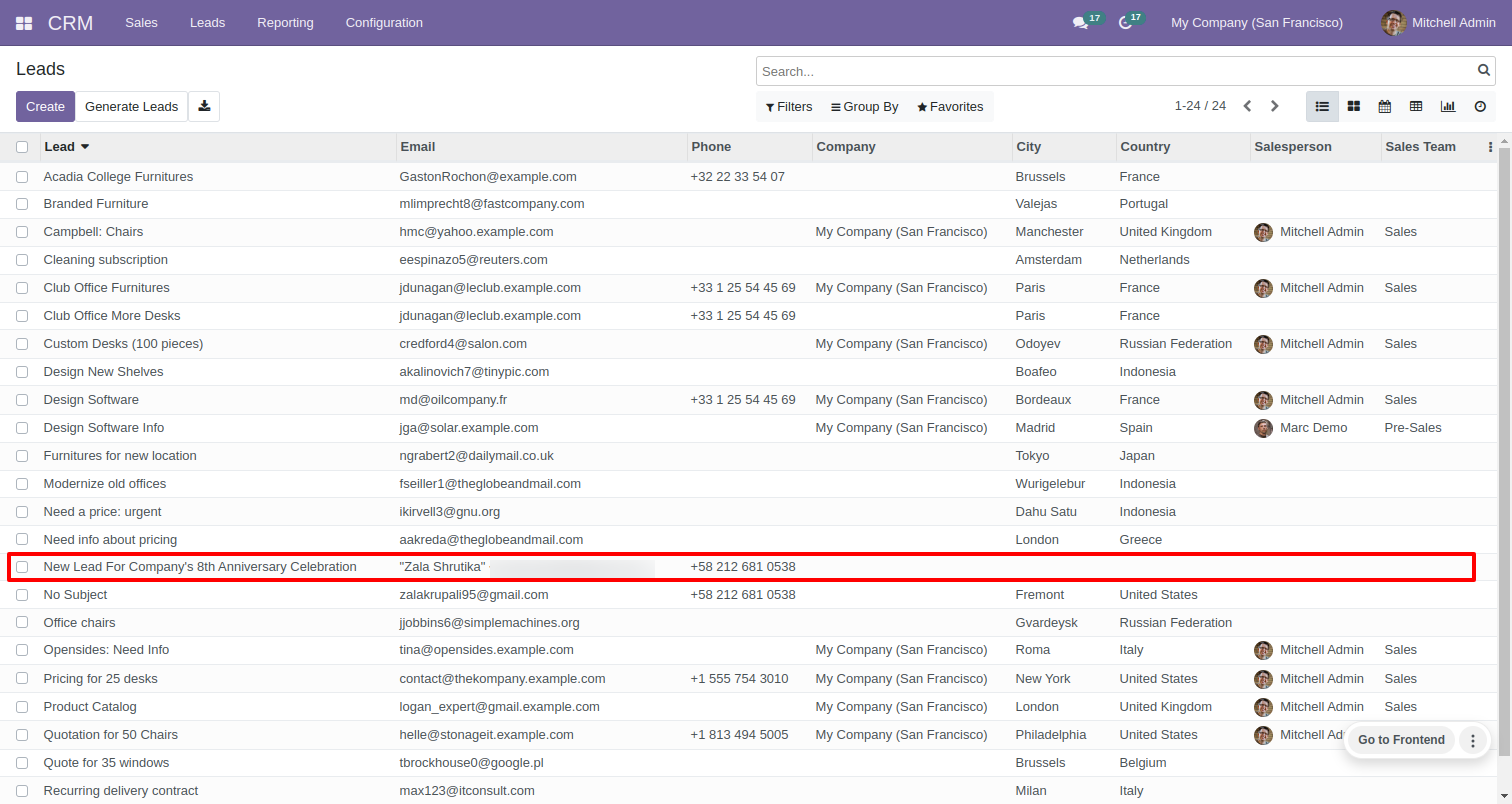 CRM Sales Leads Reporting Configuration 17 17 My Company (San Francisco) Mitchell Admin
Leads
Search...
Create Generate Leads
Filters Group By Favorites 1-24 / 24
Lead Email Phone Company City Country Salesperson Sales Team
Acadia College Furnitures GastonRochon@example.com +32 22 33 54 07 Brussels France
Branded Furniture mlimprecht8@fastcompany.com Valejas Portugal
Campbell: Chairs hmc@yahoo.example.com My Company (San Francisco) Manchester United Kingdom Mitchell Admin Sales
Cleaning subscription eespinazo5@reuters.com Amsterdam Netherlands
Club Office Furnitures jdunagan@leclub.example.com +33 1 25 54 45 69 My Company (San Francisco) Paris France Mitchell Admin Sales
Club Office More Desks jdunagan@leclub.example.com +33 1 25 54 45 69 Paris France
Custom Desks (100 pieces) credford4@salon.com My Company (San Francisco) Odoyev Russian Federation Mitchell Admin Sales
Design New Shelves akalinovich7@tinypic.com Boafeo Indonesia
Design Software md@oilcompany.fr +33 1 25 54 45 69 My Company (San Francisco) Bordeaux France Mitchell Admin Sales
Design Software Info jga@solar.example.com My Company (San Francisco) Madrid Spain Marc Demo Pre-Sales
Furnitures for new location ngrabert2@dailymail.co.uk Tokyo Japan
Modernize old offices fseiller1@theglobeandmail.com Wurigelebur Indonesia
Need a price: urgent ikirvell3@gnu.org Dahu Satu Indonesia
Need info about pricing aakreda@theglobeandmail.com London Greece
New Lead For Company's 8th Anniversary Celebration "Zala Shrutika" +58 212 681 0538
No Subject zalakrupali95@gmail.com +58 212 681 0538 Fremont United States
Office chairs jjobbins6@simplemachines.org Gvardeysk Russian Federation
Opensides: Need Info tina@opensides.example.com My Company (San Francisco) Roma Italy Mitchell Admin Sales
Pricing for 25 desks contact@thekompany.example.com +1 555 754 3010 My Company (San Francisco) New York United States Mitchell Admin Sales
Product Catalog logan_expert@gmail.example.com My Company (San Francisco) London United Kingdom Mitchell Admin Sales
Quotation for 50 Chairs helle@stonageit.example.com +1 813 494 5005 My Company (San Francisco) Philadelphia United States Mitchell Go to Frontend
Quote for 35 windows tbrockhouse0@google.pl Brussels Belgium
Recurring delivery contract max123@itconsult.com Milan Italy